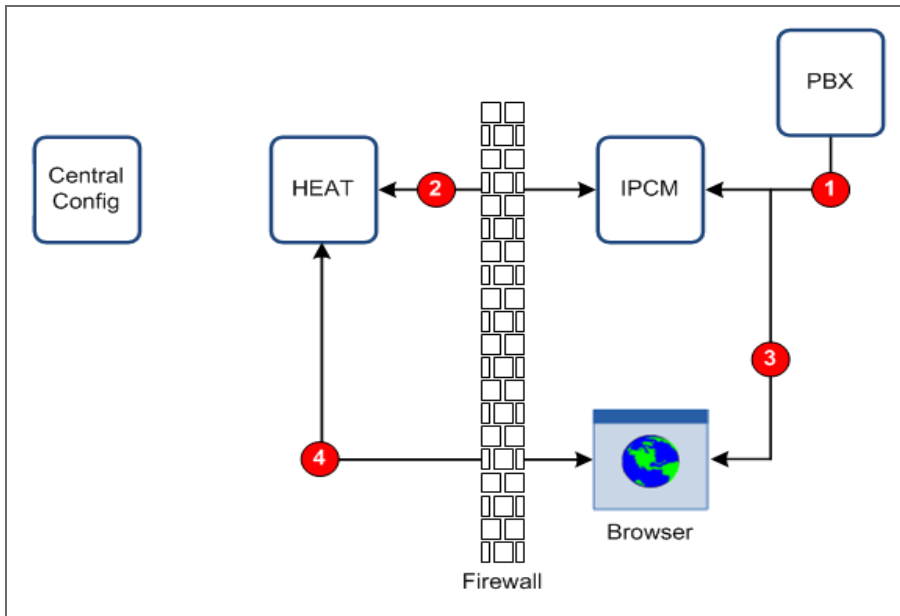 PBX
Central
Config
HEAT
2
IPCM
1
3
4
Browser
Firewall